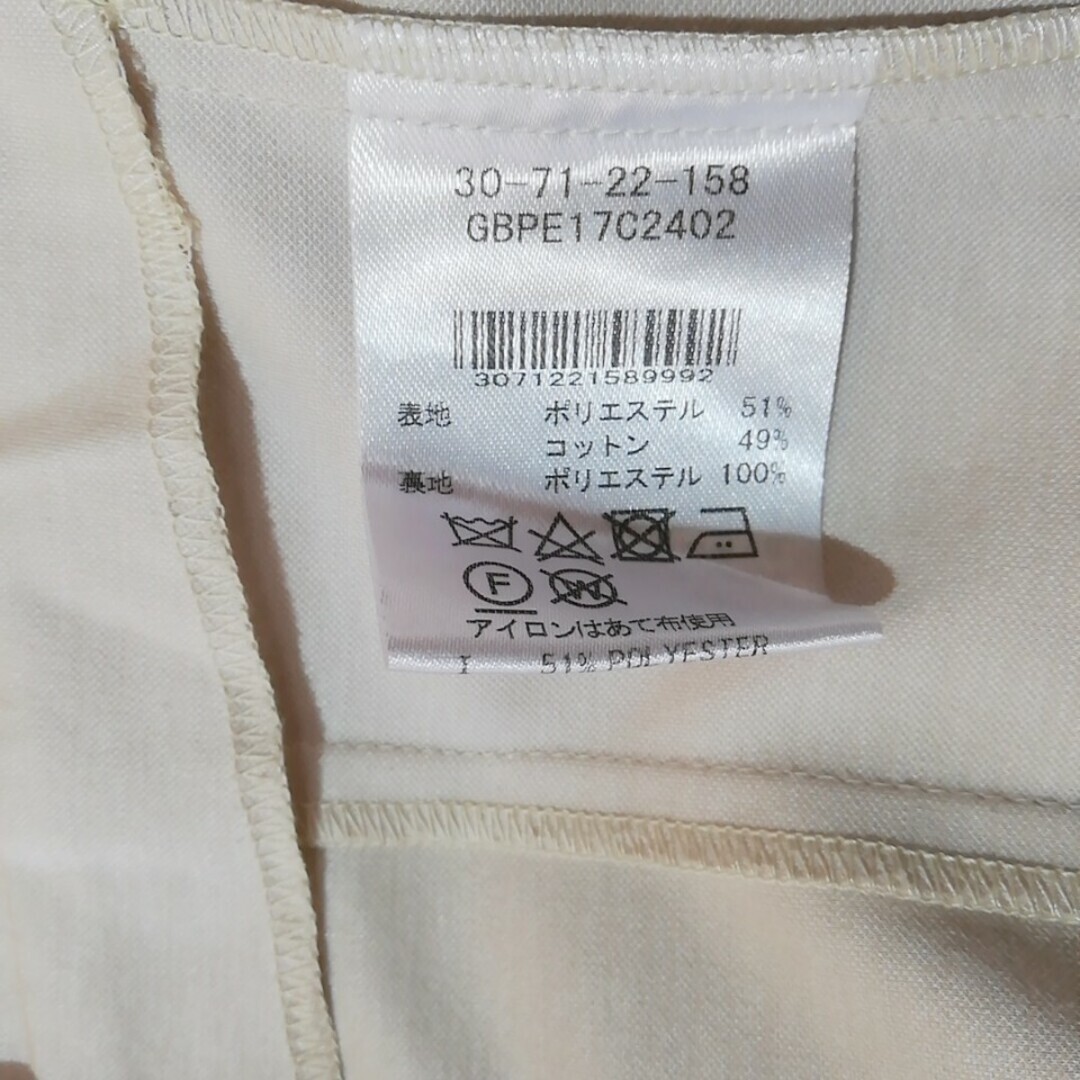 30-71-22-158
GBPE17C2402
3071221589992
表地 ポリエステル 51%
コットン 49%
裏地 ポリエステル 100%
F
W
アイロンはあて布使用
I 51% POLYESTER